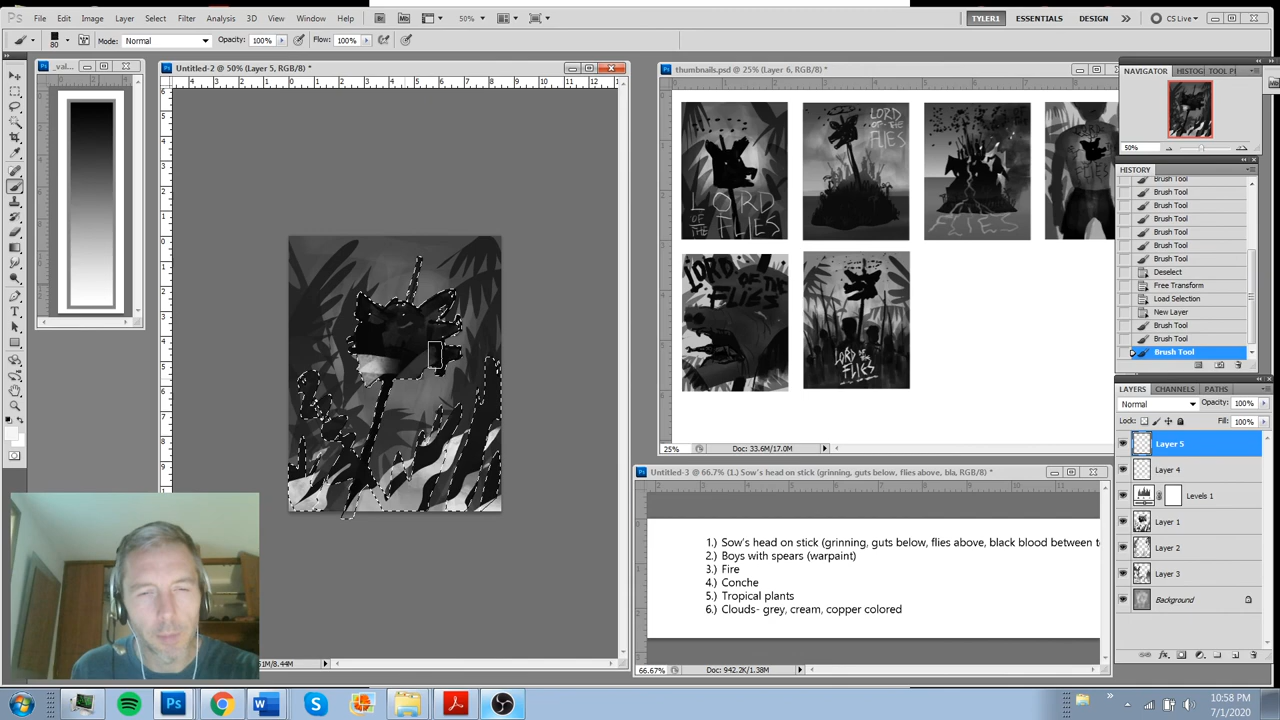 File Edit Image Layer Select Filter Analysis 3D View Window Help 50% TYLER1 ESSENTIALS DESIGN CS Live
80 Mode: Normal Opacity: 100% Flow: 100%
Untitled-2 @ 50% (Layer 5, RGB/8) *
thumbnails.psd @ 25% (Layer 6, RGB/8) *
LORD OF THE FLIES
LORD OF THE FLIES
FLIES
LORD OF THE
LORD OF THE FLIES
25% Doc: 33.6M/17.0M
Untitled-3 @ 66.7% (1.) Sow's head on stick (grinning, guts below, flies above, bla, RGB/8) *
1.) Sow's head on stick (grinning, guts below, flies above, black blood between t
2.) Boys with spears (warpaint)
3.) Fire
4.) Conche
5.) Tropical plants
6.) Clouds- grey, cream, copper colored
66.67% Doc: 942.2K/1.38M
NAVIGATOR HISTOG TOOL P
50%
HISTORY
Brush Tool
Brush Tool
Brush Tool
Brush Tool
Brush Tool
Brush Tool
Brush Tool
Deselect
Free Transform
Load Selection
New Layer
Brush Tool
Brush Tool
Brush Tool
LAYERS CHANNELS PATHS
Normal Opacity: 100%
Lock: Fill: 100%
Layer 5
Layer 4
Levels 1
Layer 1
Layer 2
Layer 3
Background
51M/8.44M
10:58 PM
7/1/2020